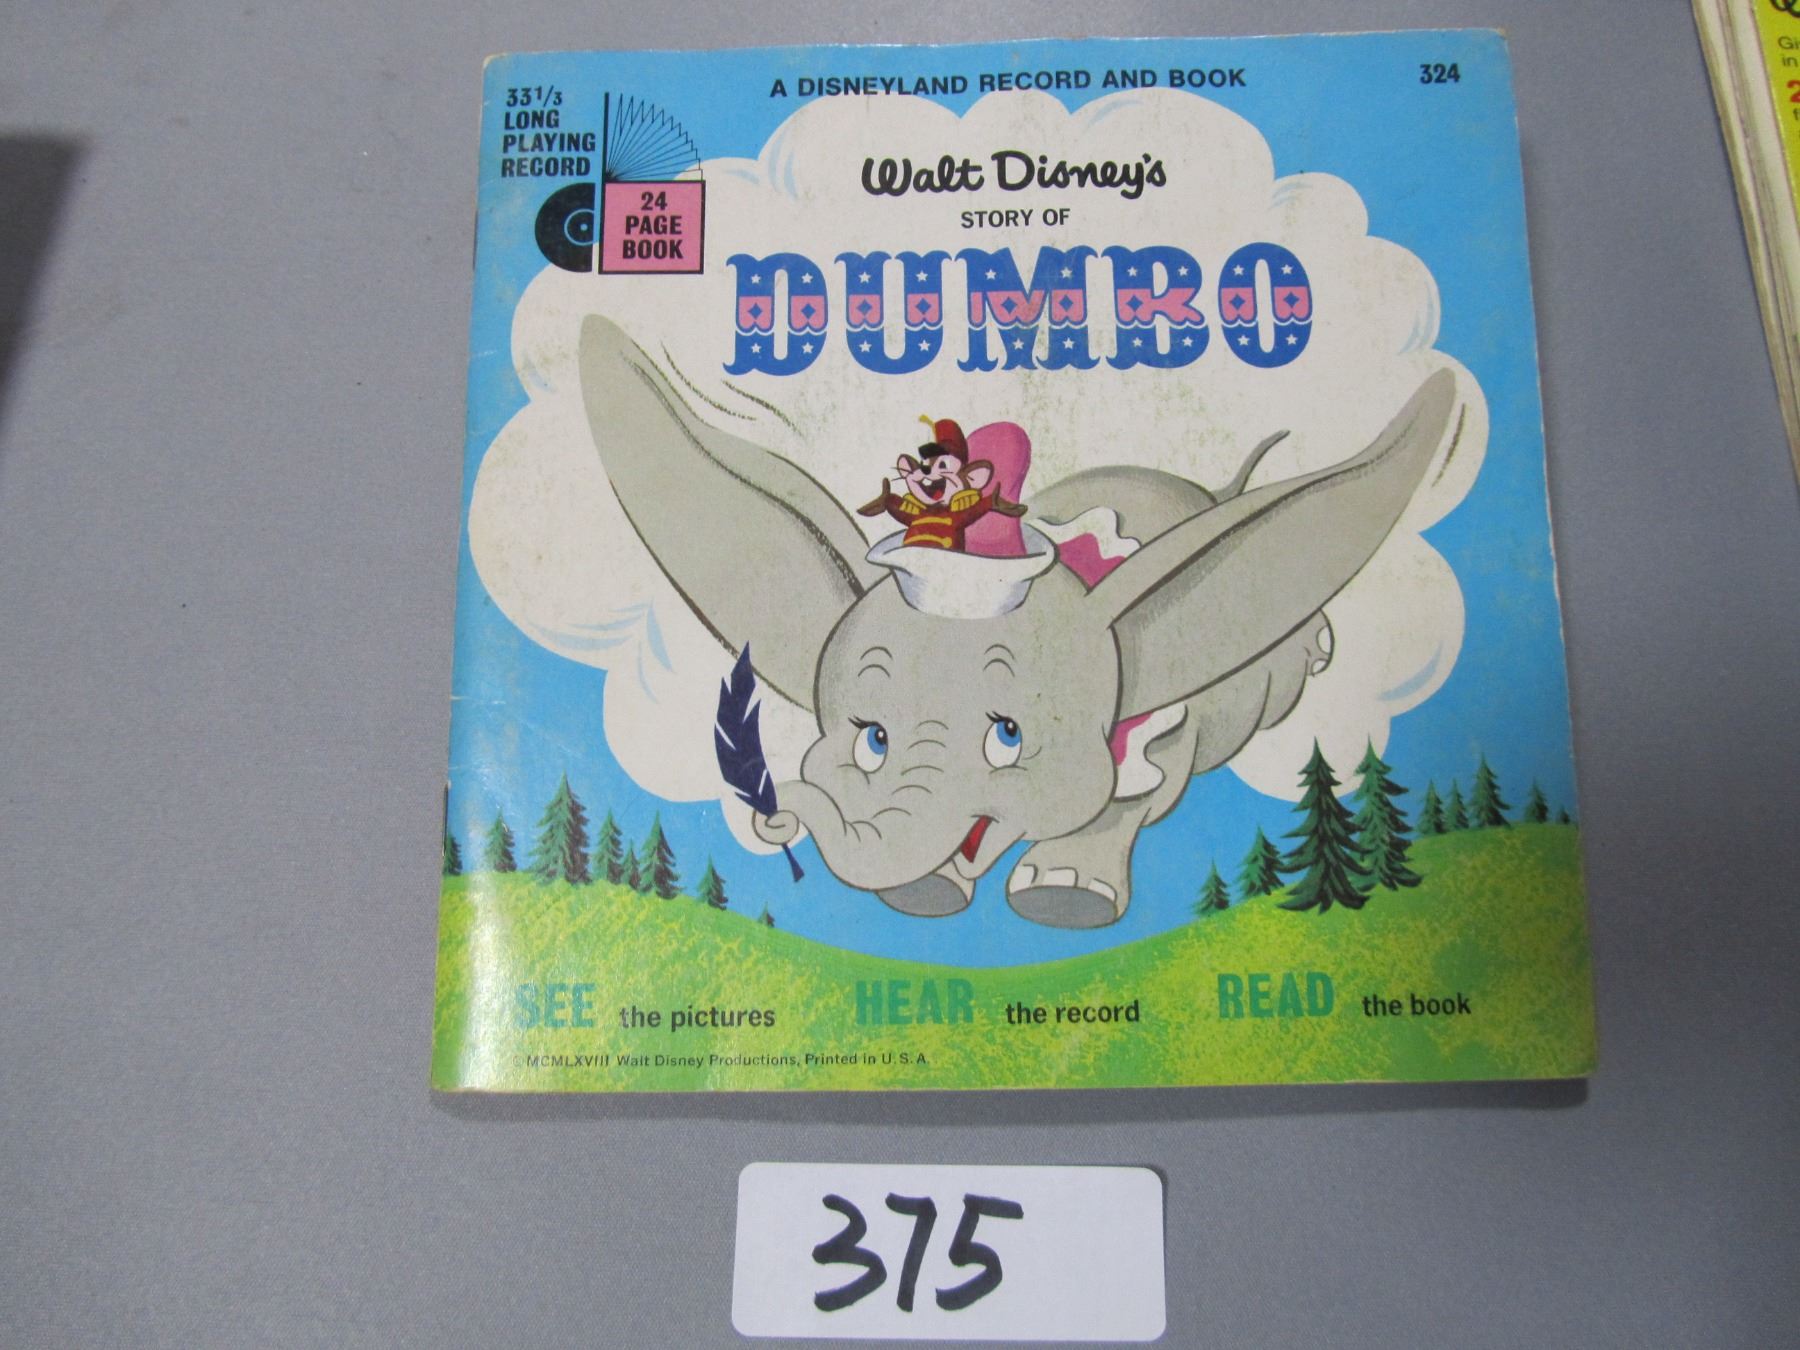 A DISNEYLAND RECORD AND BOOK
324
33 1/3
LONG
PLAYING
RECORD
24
PAGE
BOOK
Walt Disney's
STORY OF
DUMBO
SEE the pictures HEAR the record READ the book
© MCMLXVIII Walt Disney Productions, Printed in U.S.A.
375